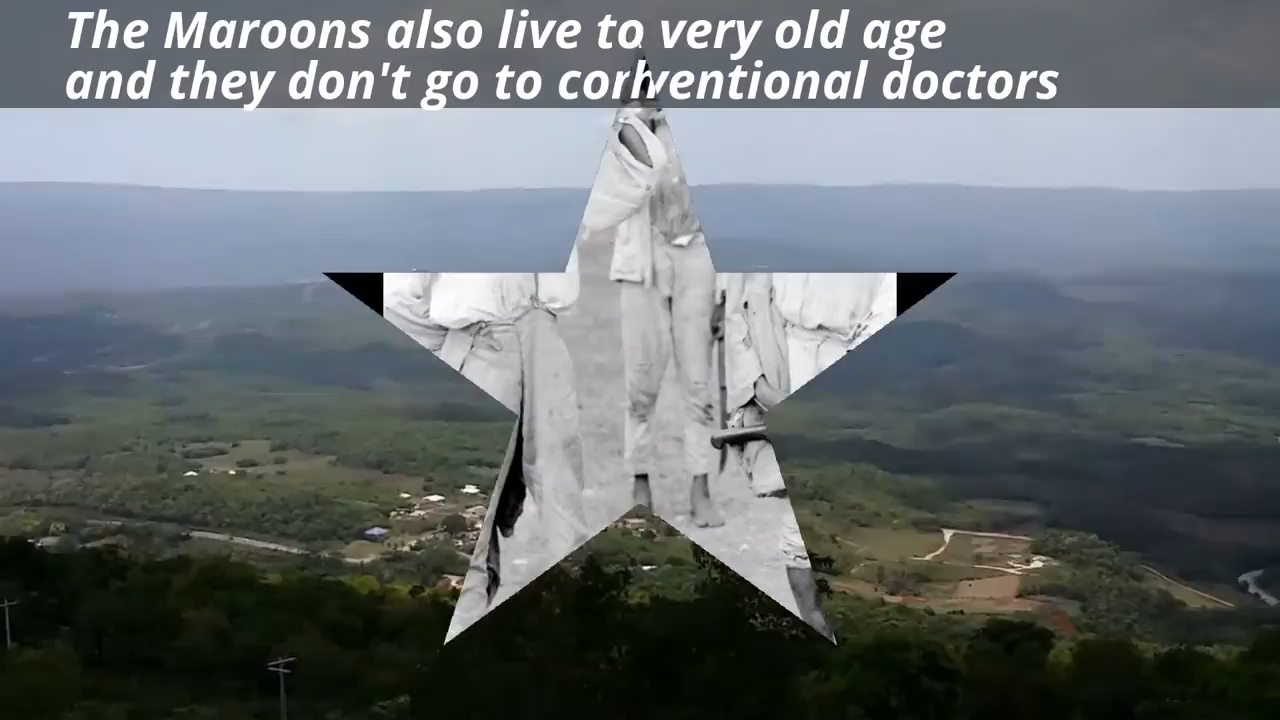 The Maroons also live to very old age
and they don't go to conventional doctors